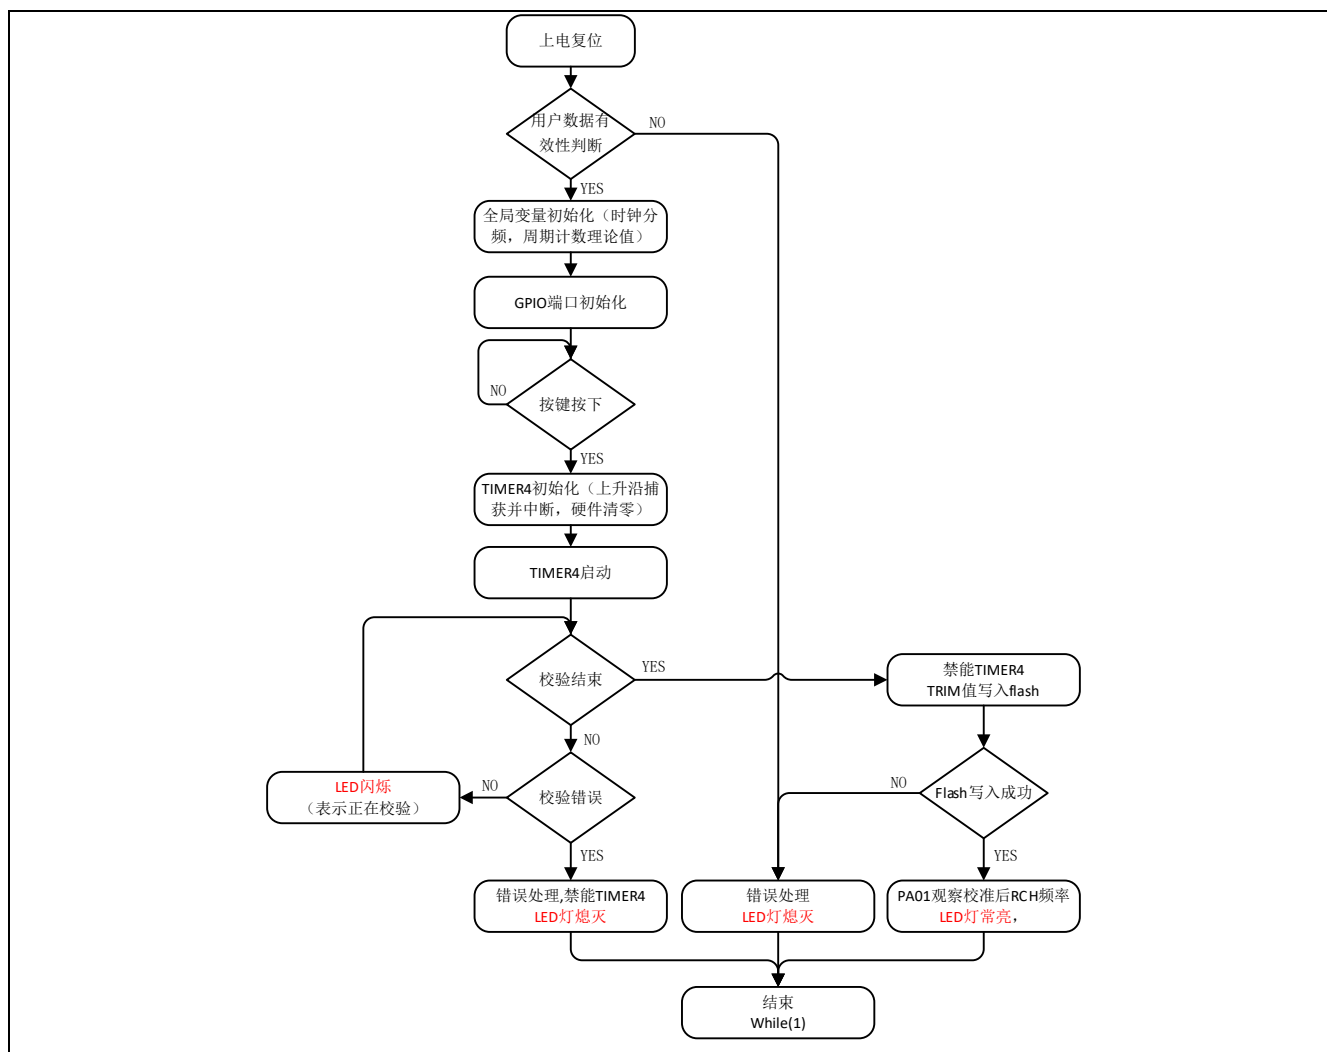 上电复位
用户数据有
效性判断
NO
YES
全局变量初始化（时钟分
频，周期计数理论值）
GPIO端口初始化
NO
按键按下
YES
TIMER4初始化（上升沿捕
获并中断，硬件清零）
TIMER4启动
校验结束
YES
禁能TIMER4
TRIM值写入flash
NO
LED闪烁
（表示正在校验）
NO
校验错误
NO
Flash写入成功
YES
YES
错误处理,禁能TIMER4
LED灯熄灭
错误处理
LED灯熄灭
PA01观察校准后RCH频率
LED灯常亮，
结束
While(1)